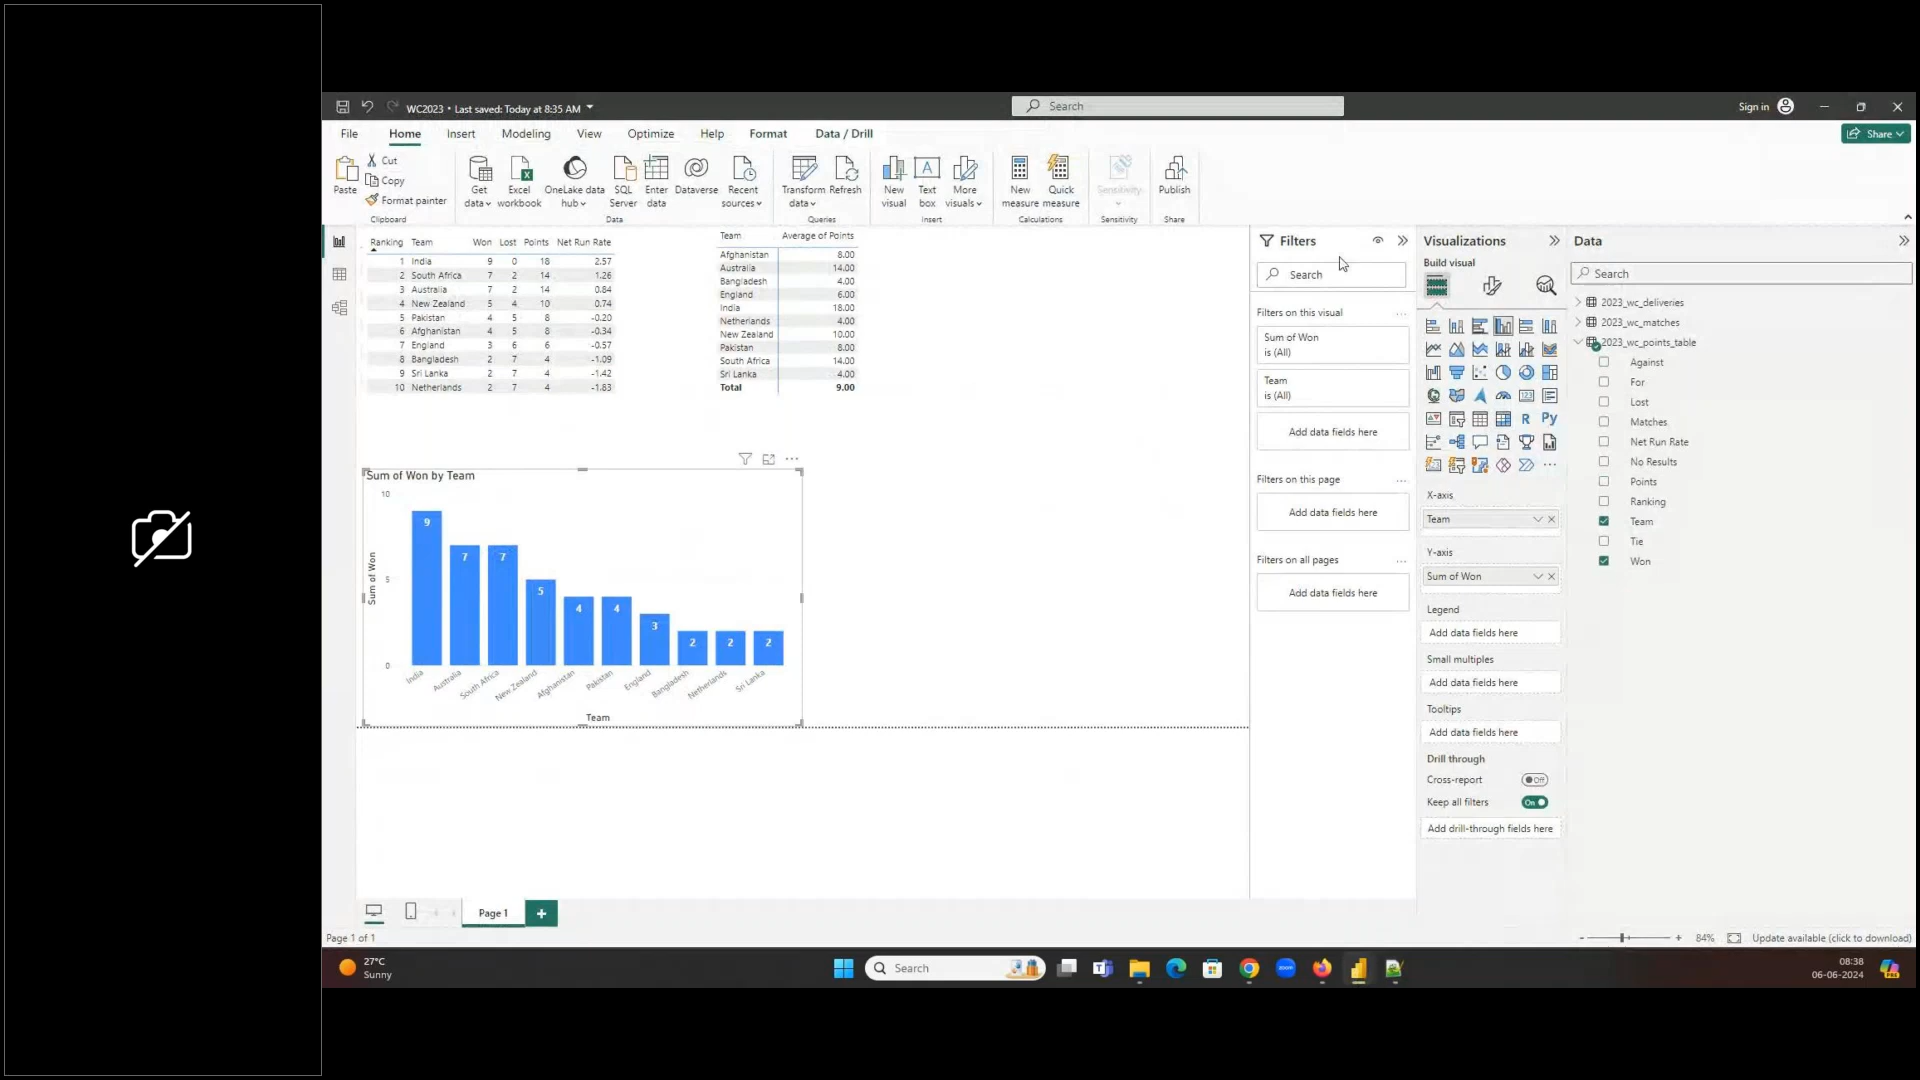 WC2023 • Last saved: Today at 8:35 AM
Search
Sign in
File Home Insert Modeling View Optimize Help Format Data / Drill
Share
Paste
Cut
Copy
Format painter
Clipboard
Get data
Excel workbook
OneLake data hub
SQL Server
Enter data
Dataverse
Recent sources
Data
Transform data
Refresh
Queries
New visual
Text box
More visuals
Insert
New measure
Quick measure
Calculations
Sensitivity
Sensitivity
Publish
Share
Ranking Team Won Lost Points Net Run Rate
1 India 9 0 18 2.57
2 South Africa 7 2 14 1.26
3 Australia 7 2 14 0.84
4 New Zealand 5 4 10 0.74
5 Pakistan 4 5 8 -0.20
6 Afghanistan 4 5 8 -0.34
7 England 3 6 6 -0.57
8 Bangladesh 2 7 4 -1.09
9 Sri Lanka 2 7 4 -1.42
10 Netherlands 2 7 4 -1.83
Team Average of Points
Afghanistan 8.00
Australia 14.00
Bangladesh 4.00
England 6.00
India 18.00
Netherlands 4.00
New Zealand 10.00
Pakistan 8.00
South Africa 14.00
Sri Lanka 4.00
Total 9.00
Sum of Won by Team
Sum of Won
10
5
0
9 7 7 5 4 4 3 2 2 2
India Australia South Africa New Zealand Afghanistan Pakistan England Bangladesh Netherlands Sri Lanka
Team
Filters
Search
Filters on this visual
Sum of Won
is (All)
Team
is (All)
Add data fields here
Filters on this page
Add data fields here
Filters on all pages
Add data fields here
Visualizations
Build visual
R Py
123
X-axis
Team
Y-axis
Sum of Won
Legend
Add data fields here
Small multiples
Add data fields here
Tooltips
Add data fields here
Drill through
Cross-report Off
Keep all filters On
Add drill-through fields here
Data
Search
2023_wc_deliveries
2023_wc_matches
2023_wc_points_table
Against
For
Lost
Matches
Net Run Rate
No Results
Points
Ranking
Team
Tie
Won
Page 1
Page 1 of 1
84%
Update available (click to download)
27°C
Sunny
Search
08:38
06-06-2024